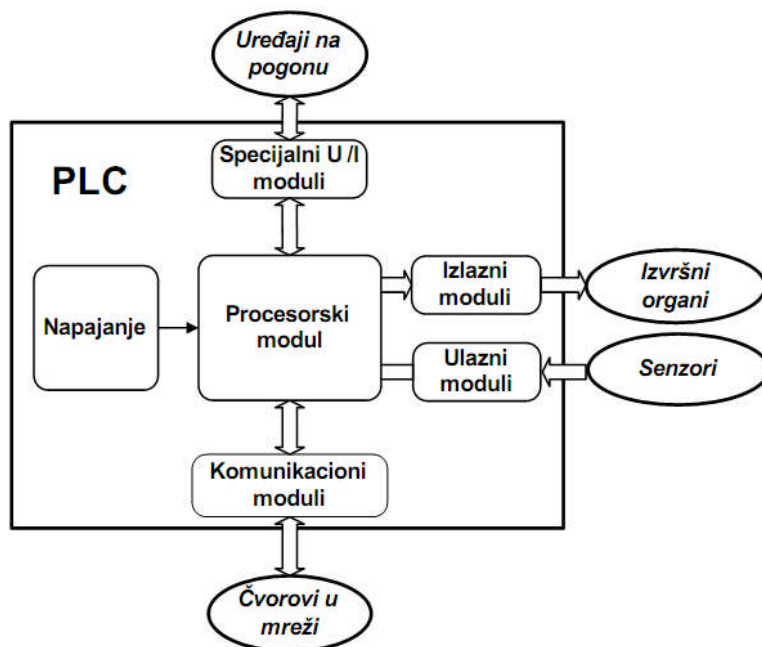 Uređaji na
pogonu
PLC
Specijalni U /I
moduli
Napajanje
Procesorski
modul
Izlazni
moduli
Izvršni
organi
Ulazni
moduli
Senzori
Komunikacioni
moduli
Čvorovi u
mreži